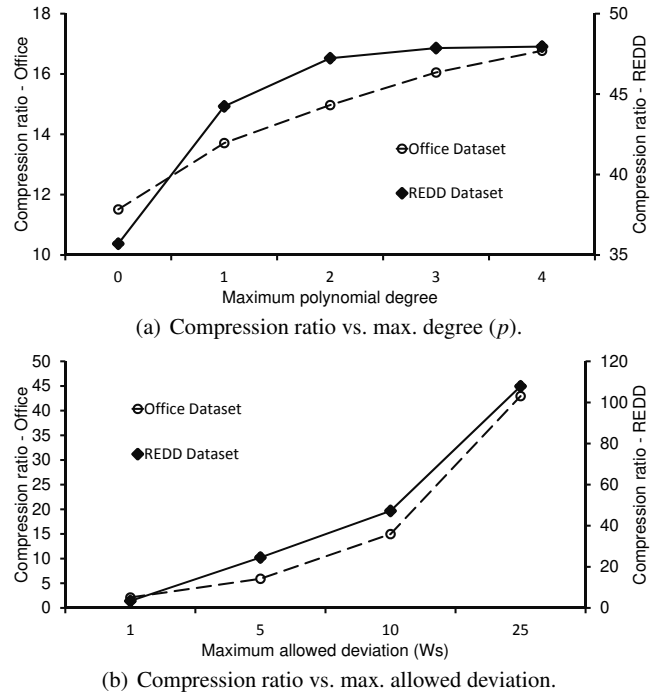 18
16
14
12
10
Compression ratio - Office
50
45
40
35
Compression ratio - REDD
Office Dataset
REDD Dataset
0 1 2 3 4
Maximum polynomial degree
(a) Compression ratio vs. max. degree (p).
50
45
40
35
30
25
20
15
10
5
0
Compression ratio - Office
120
100
80
60
40
20
0
Compression ratio - REDD
Office Dataset
REDD Dataset
1 5 10 25
Maximum allowed deviation (Ws)
(b) Compression ratio vs. max. allowed deviation.